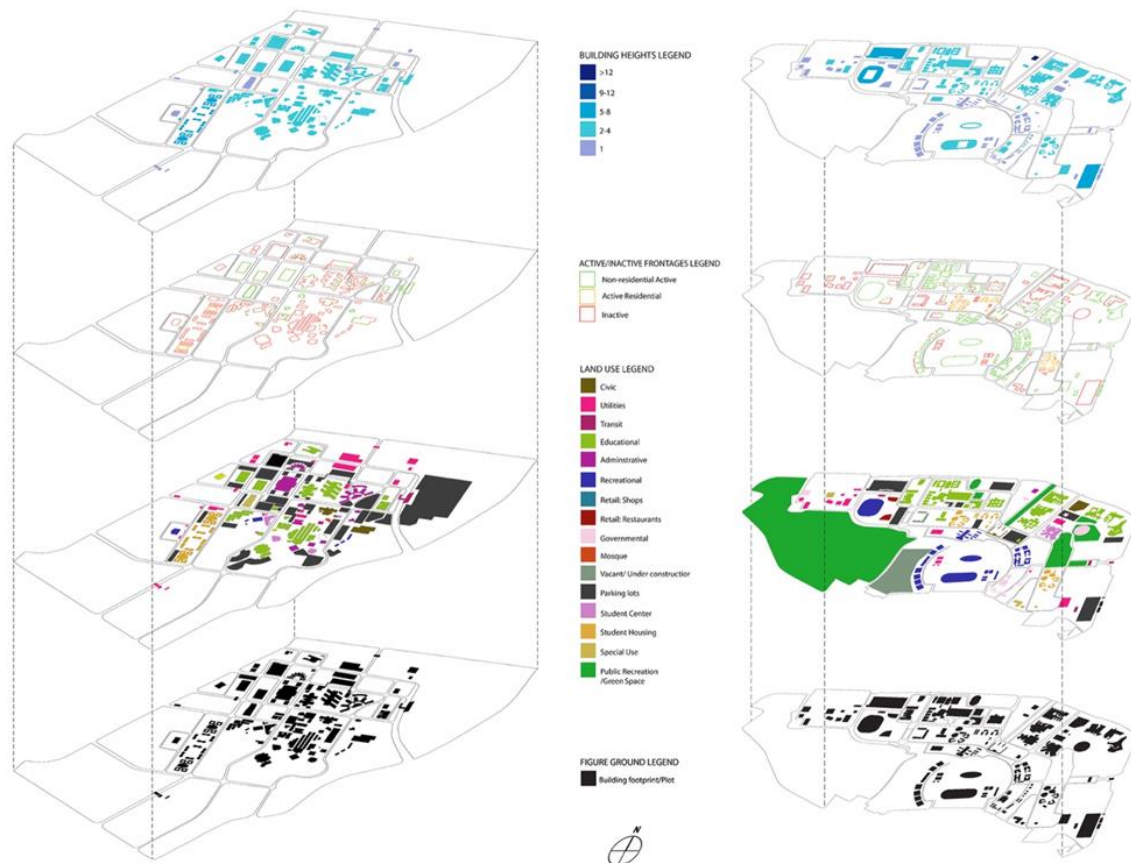 BUILDING HEIGHTS LEGEND
>12
9-12
5-8
2-4
1
ACTIVE/INACTIVE FRONTAGES LEGEND
Non-residential Active
Active Residential
Inactive
LAND USE LEGEND
Civic
Utilities
Transit
Educational
Adminstrative
Recreational
Retail: Shops
Retail: Restaurants
Governmental
Mosque
Vacant/ Under constructior
Parking lots
Student Center
Student Housing
Special Use
Public Recreation
/Green Space
FIGURE GROUND LEGEND
Building footprint/Plot
N